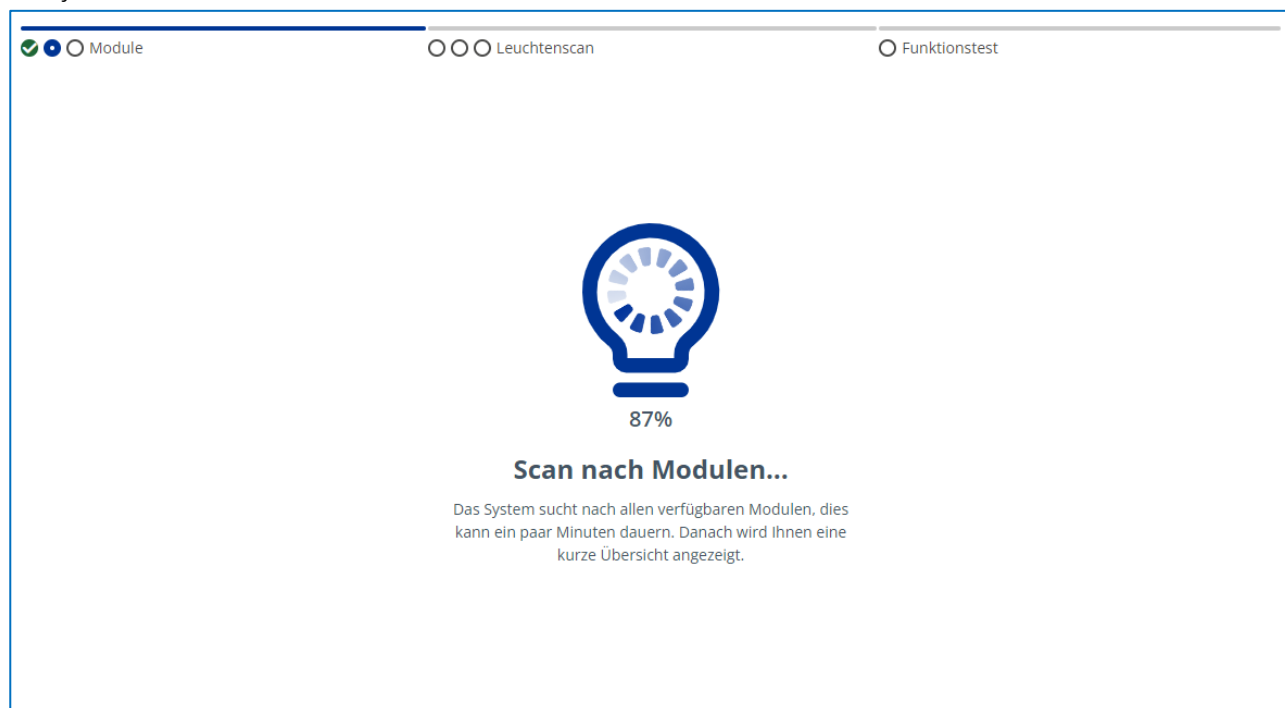 Module
Leuchtenscan
Funktionstest
87%
Scan nach Modulen...
Das System sucht nach allen verfügbaren Modulen, dies
kann ein paar Minuten dauern. Danach wird Ihnen eine
kurze Übersicht angezeigt.